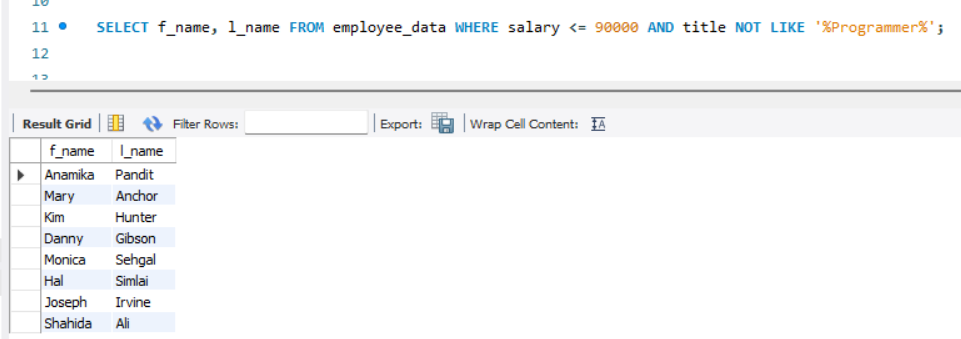 10
11 SELECT f_name, l_name FROM employee_data WHERE salary <= 90000 AND title NOT LIKE '%Programmer%';
12
13
Result Grid Filter Rows: Export: Wrap Cell Content: IA
f_name l_name
Anamika Pandit
Mary Anchor
Kim Hunter
Danny Gibson
Monica Sehgal
Hal Simlai
Joseph Irvine
Shahida Ali